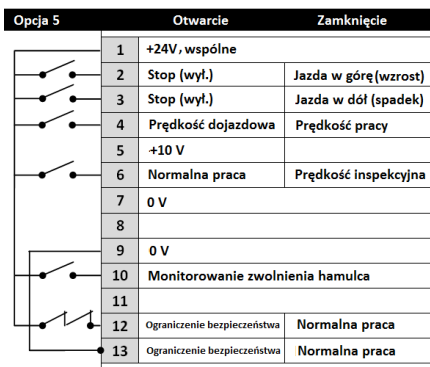 Opcja 5 Otwarcie Zamknięcie
1 +24V, wspólne
2 Stop (wył.) Jazda w górę (wzrost)
3 Stop (wył.) Jazda w dół (spadek)
4 Prędkość dojazdowa Prędkość pracy
5 +10 V
6 Normalna praca Prędkość inspekcyjna
7 0 V
8
9 0 V
10 Monitorowanie zwolnienia hamulca
11
12 Ograniczenie bezpieczeństwa Normalna praca
13 Ograniczenie bezpieczeństwa Normalna praca